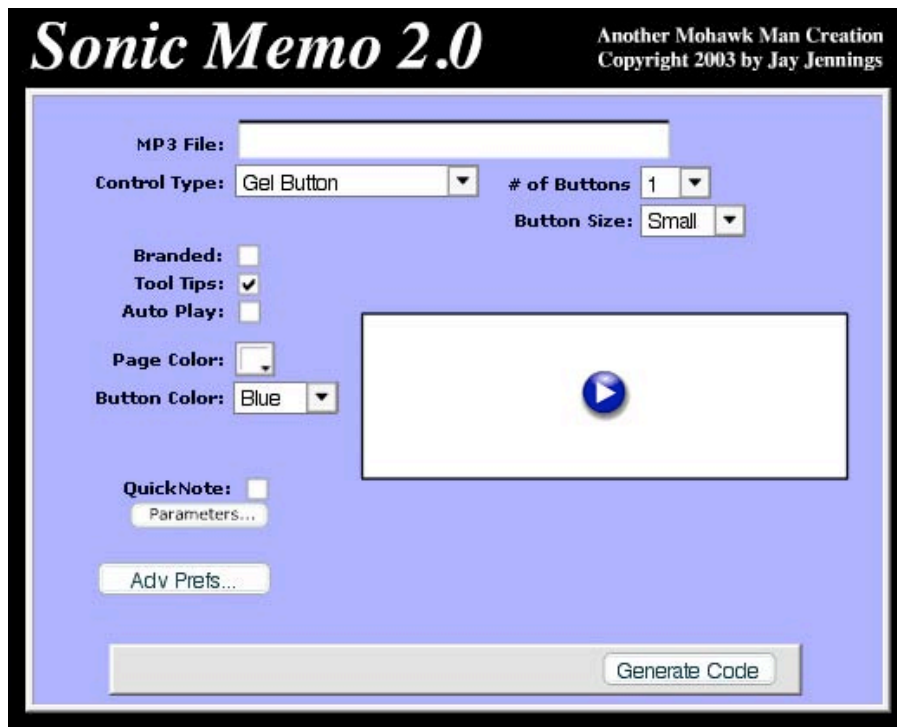 Sonic Memo 2.0
Another Mohawk Man Creation
Copyright 2003 by Jay Jennings
MP3 File:
Control Type: Gel Button # of Buttons 1
Button Size: Small
Branded:
Tool Tips:
Auto Play:
Page Color:
Button Color: Blue
QuickNote:
Parameters...
Adv Prefs...
Generate Code